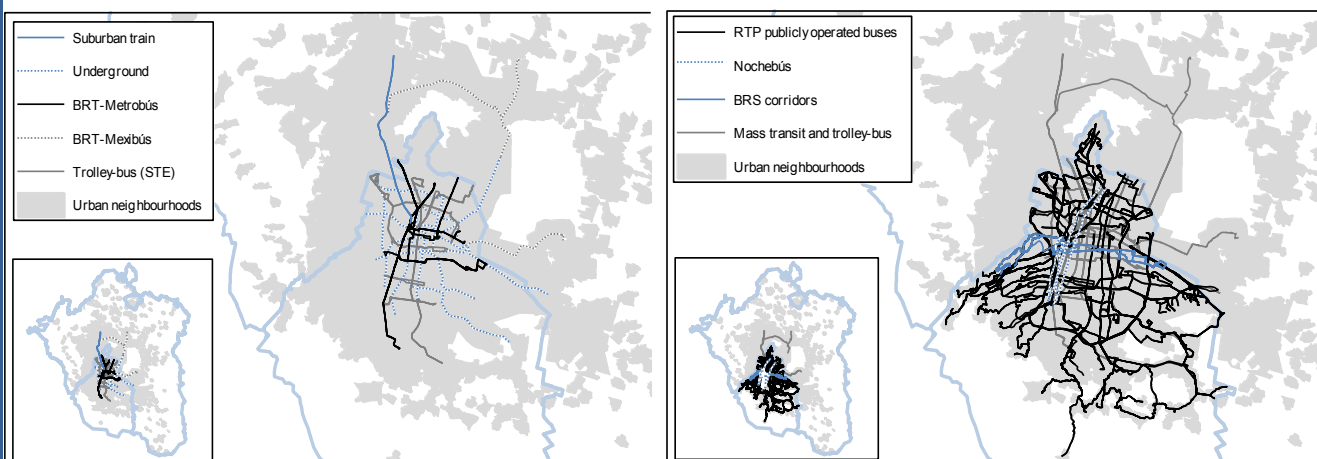 Suburban train
Underground
BRT-Metrobús
BRT-Mexibús
Trolley-bus (STE)
Urban neighbourhoods
RTP publicly operated buses
Nochebús
BRS corridors
Mass transit and trolley-bus
Urban neighbourhoods